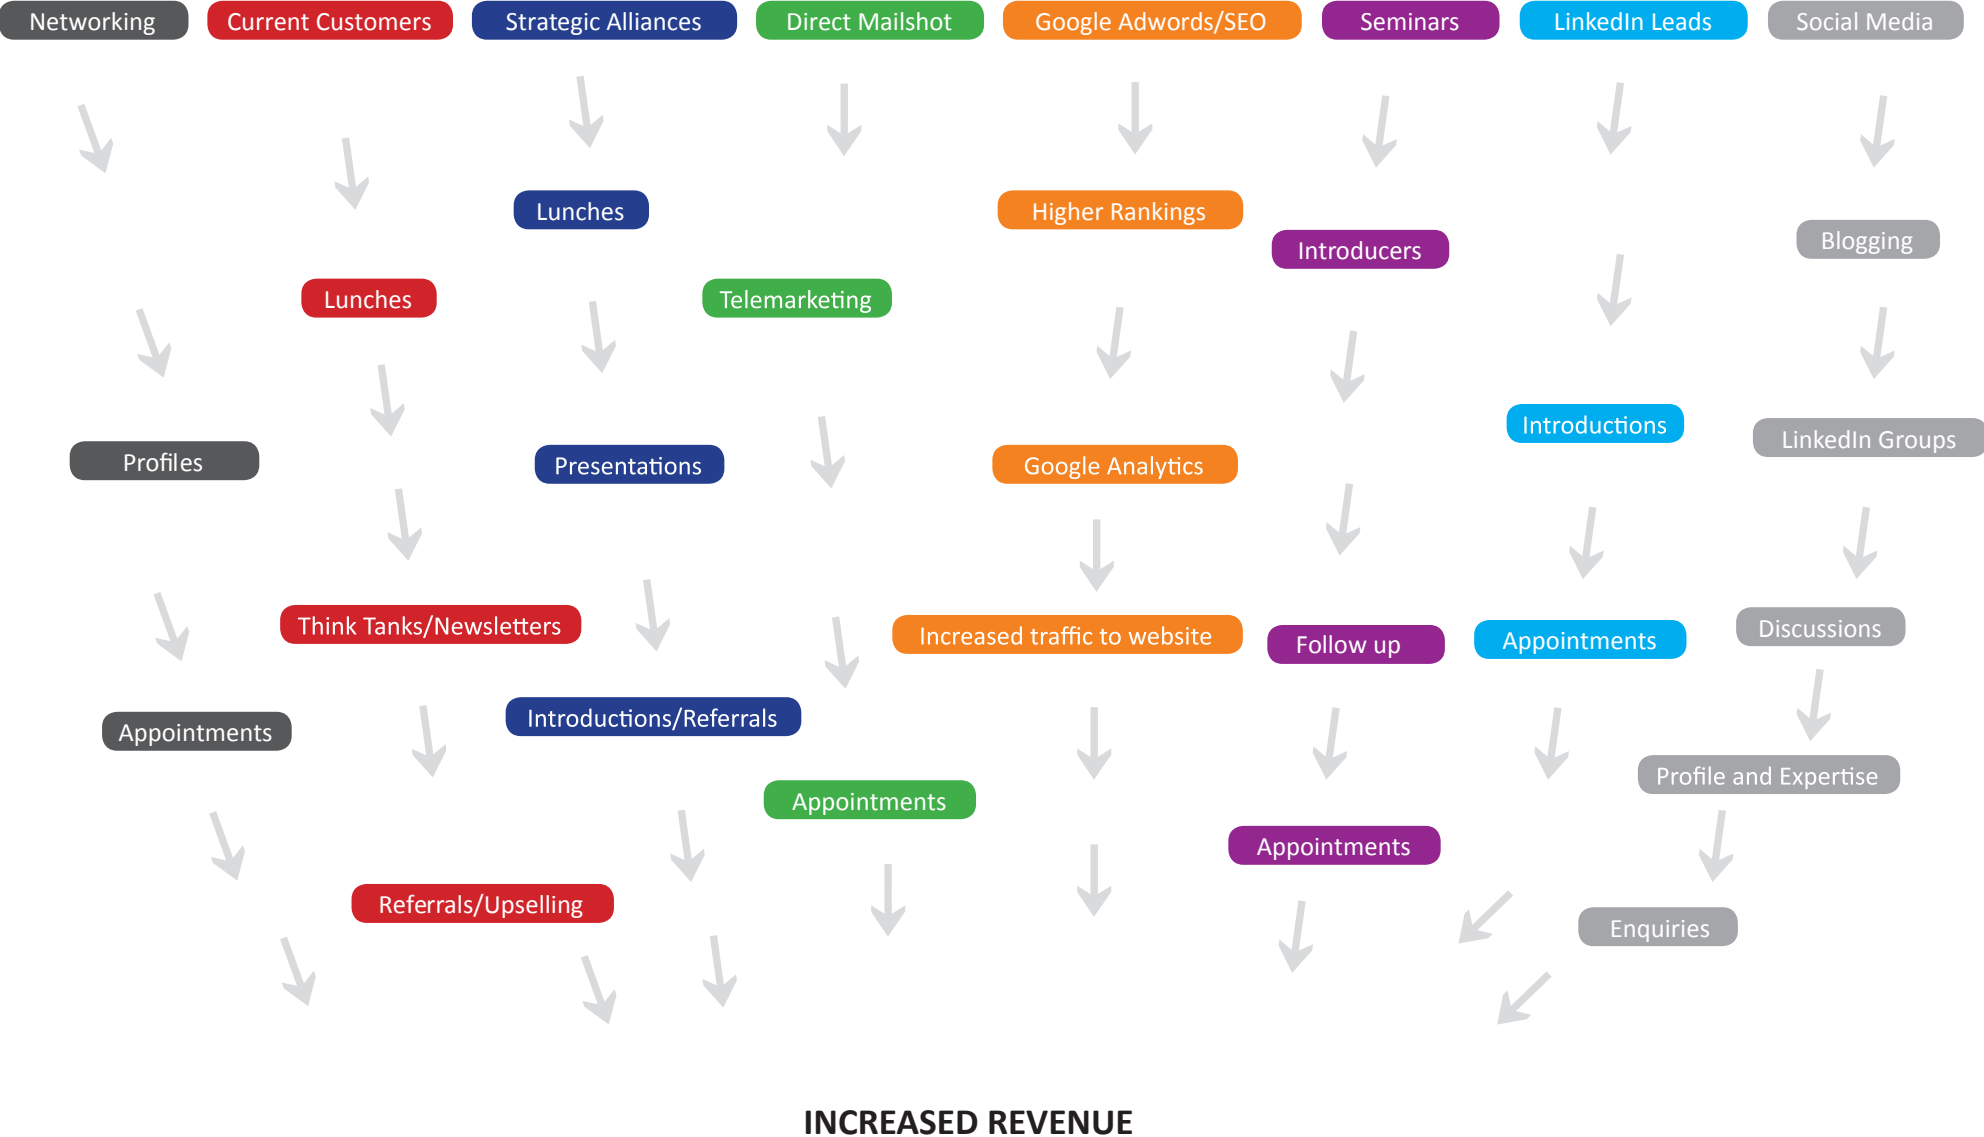 Networking
Current Customers
Strategic Alliances
Direct Mailshot
Google Adwords/SEO
Seminars
LinkedIn Leads
Social Media
Lunches
Higher Rankings
Introducers
Blogging
Lunches
Telemarketing
Introductions
LinkedIn Groups
Profiles
Presentations
Google Analytics
Think Tanks/Newsletters
Increased traffic to website
Follow up
Appointments
Discussions
Appointments
Introductions/Referrals
Profile and Expertise
Appointments
Appointments
Referrals/Upselling
Enquiries
INCREASED REVENUE